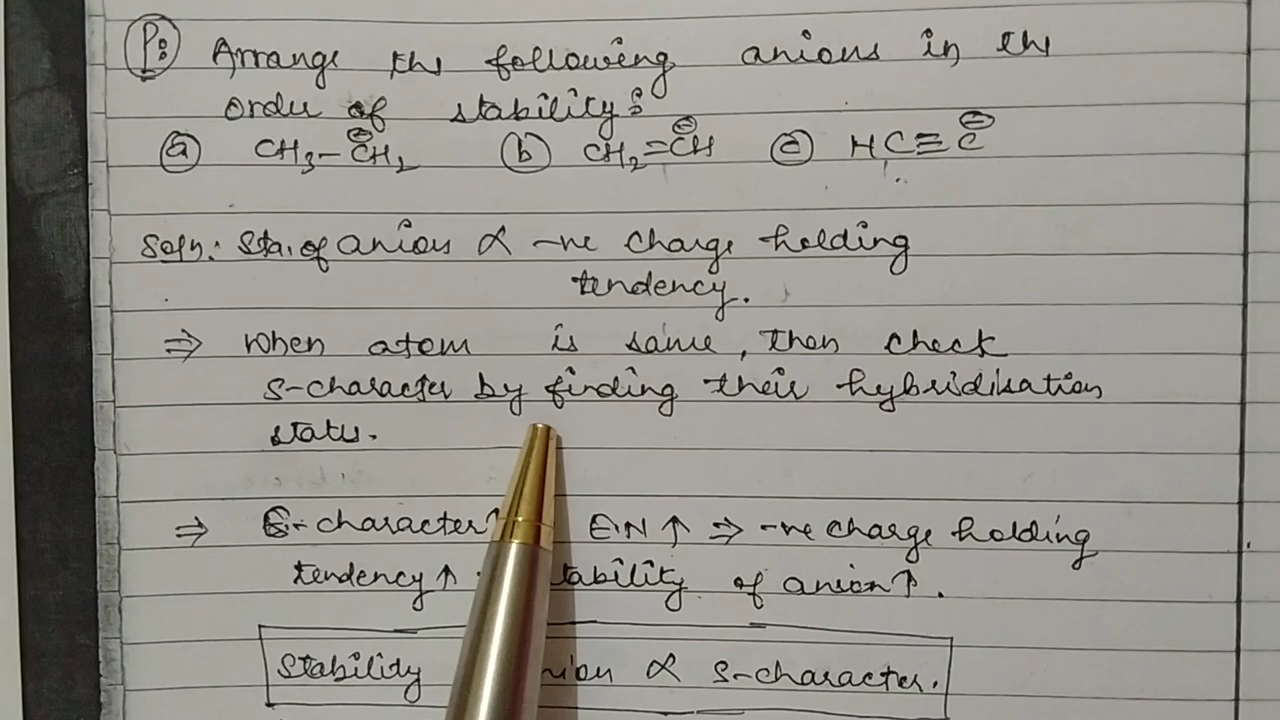 P: Arrange the following anions in the
order of stability:
(a) CH₃–C̈H₂⊖ (b) CH₂=CH⊖ (c) HC≡C⊖
Soln: Sta. of anion ∝ -ve charge holding
tendency.
⇒ When atom is same, then check
s-character by finding their hybridisation
state.
⇒ S-character↑ EN↑ ⇒ -ve charge holding
tendency↑ tability of anion↑.
Stability nion ∝ s-character.